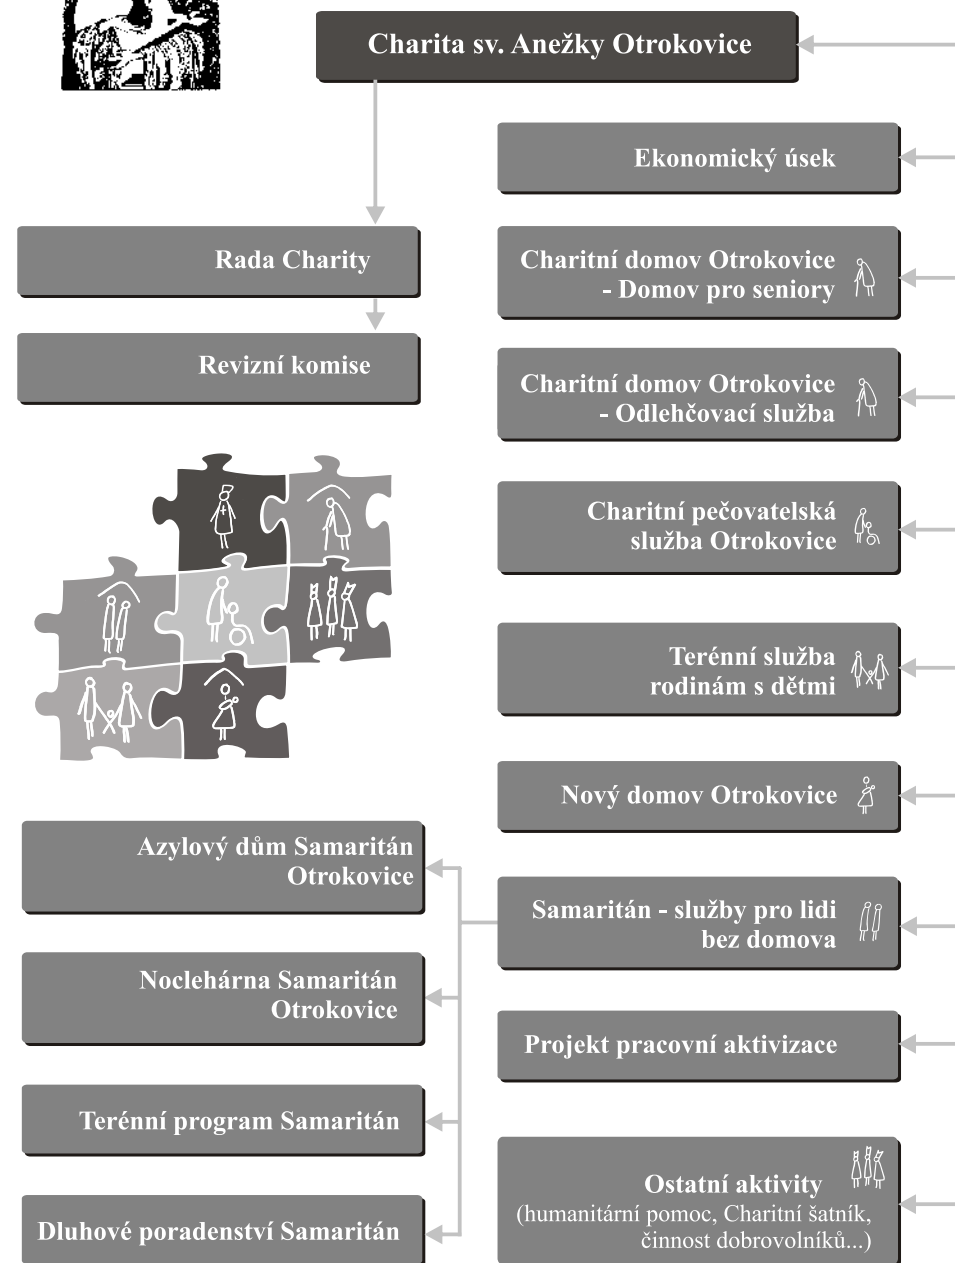 Charita sv. Anežky Otrokovice
Ekonomický úsek
Rada Charity
Charitní domov Otrokovice
- Domov pro seniory
Revizní komise
Charitní domov Otrokovice
- Odlehčovací služba
Charitní pečovatelská
služba Otrokovice
Terénní služba
rodinám s dětmi
Nový domov Otrokovice
Samaritán - služby pro lidi
bez domova
Azylový dům Samaritán
Otrokovice
Noclehárna Samaritán
Otrokovice
Terénní program Samaritán
Dluhové poradenství Samaritán
Projekt pracovní aktivizace
Ostatní aktivity
(humanitární pomoc, Charitní šatník,
činnost dobrovolníků...)